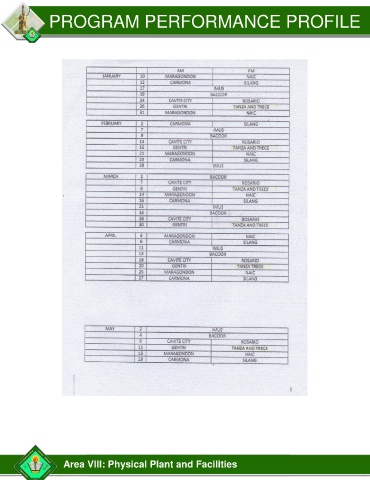 PROGRAM PERFORMANCE PROFILE
AM PM
JANUARY 10 MARAGONDON NAIC
12 CARMONA SILANG
17 IMUS
19 BACOOR
24 CAVITE CITY ROSARIO
26 GENTRI TANZA AND TRECE
31 MARAGONDON NAIC
FEBRUARY 2 CARMONA SILANG
7 IMUS
9 BACOOR
14 CAVITE CITY ROSARIO
16 GENTRI TANZA AND TRECE
21 MARAGONDON NAIC
23 CARMONA SILANG
28 IMUS
MARCH 2 BACOOR
7 CAVITE CITY ROSARIO
9 GENTRI TANZA AND TRECE
14 MARAGONDON NAIC
16 CARMONA SILANG
21 IMUS
BACOOR
28 CAVITE CITY ROSARIO
30 GENTRI TANZA AND TRECE
APRIL 4 MARAGONDON NAIC
6 CARMONA SILANG
11 IMUS
13 BACOOR
18 CAVITE CITY ROSARIO
20 GENTRI TANZA TRECE
25 MARAGONDON NAIC
27 CARMONA SILANG
MAY 2 IMUS
4 BACOOR
9 CAVITE CITY ROSARIO
11 GENTRI TANZA AND TRECE
16 MARAGONDON NAIC
18 CARMONA SILANG
Area VIII: Physical Plant and Facilities